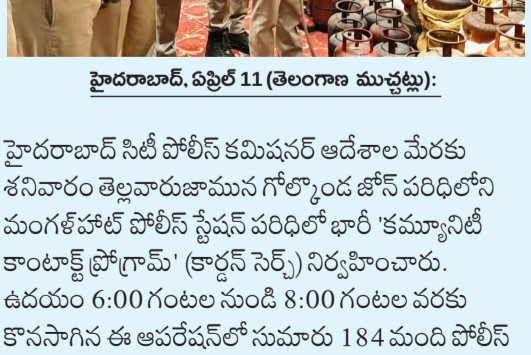 హైదరాబాద్, ఏప్రిల్ 11 (తెలంగాణ ముచ్చట్లు):
హైదరాబాద్ సిటీ పోలీస్ కమిషనర్ ఆదేశాల మేరకు
శనివారం తెల్లవారుజామున గోల్కొండ జోన్ పరిధిలోని
మంగళ్‌హాట్ పోలీస్ స్టేషన్ పరిధిలో భారీ 'కమ్యూనిటీ
కాంటాక్ట్ ప్రోగ్రామ్' (కార్డన్ సెర్చ్) నిర్వహించారు.
ఉదయం 6:00 గంటల నుండి 8:00 గంటల వరకు
కొనసాగిన ఈ ఆపరేషన్‌లో సుమారు 184 మంది పోలీస్